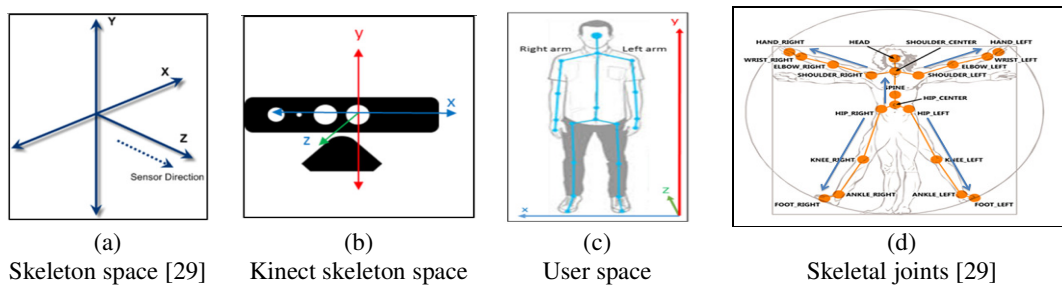 Y
X
Z
Sensor Direction
(a)
Skeleton space [29]
y
x
z
(b)
Kinect skeleton space
Y
Right arm
Left arm
z
x
(c)
User space
HAND_RIGHT
HEAD
SHOULDER_CENTER
HAND_LEFT
WRIST_RIGHT
WRIST_LEFT
ELBOW_RIGHT
ELBOW_LEFT
SHOULDER_RIGHT
SHOULDER_LEFT
SPINE
HIP_CENTER
HIP_RIGHT
HIP_LEFT
KNEE_RIGHT
KNEE_LEFT
ANKLE_RIGHT
ANKLE_LEFT
FOOT_RIGHT
FOOT_LEFT
(d)
Skeletal joints [29]